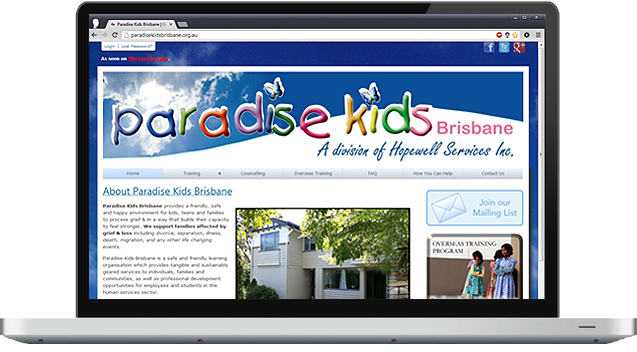 Paradise Kids Brisbane | G
paradisekidsbrisbane.org.au
Login | Lost Password?
As seen on
paradise kids Brisbane
A division of Hopewell Services Inc.
Home Training Counselling Overseas Training FAQ How You Can Help Contact Us
About Paradise Kids Brisbane
Paradise Kids Brisbane provides a friendly, safe
and happy environment for kids, teens and families
to process grief & in a way that builds their capacity
to feel stronger. We support families affected by
grief & loss including divorce, separation, illness,
death, migration, and any other life changing
events.
Paradise Kids Brisbane is a safe and friendly learning
organisation which provides tangible and sustainably
geared services to individuals, families and
communities, as well as professional development
opportunities for employees and students in the
human services sector.
Join our
Mailing List
OVERSEAS TRAINING
PROGRAM